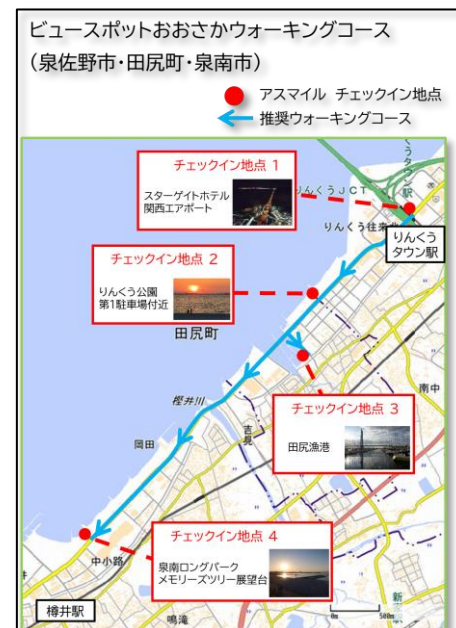 ビュースポットおおさかウォーキングコース
(泉佐野市・田尻町・泉南市)
アスマイル チェックイン地点
推奨ウォーキングコース
チェックイン地点 1
スターゲイトホテル
関西エアポート
りんくうJCT
りんくう往来北
りんくう
タウン駅
チェックイン地点 2
りんくう公園
第1駐車場付近
田尻町
樫井川
南中
チェックイン地点 3
田尻漁港
吉見
岡田
チェックイン地点 4
泉南ロングパーク
メモリーズツリー展望台
中小路
樽井駅
鳴滝
0m
500m